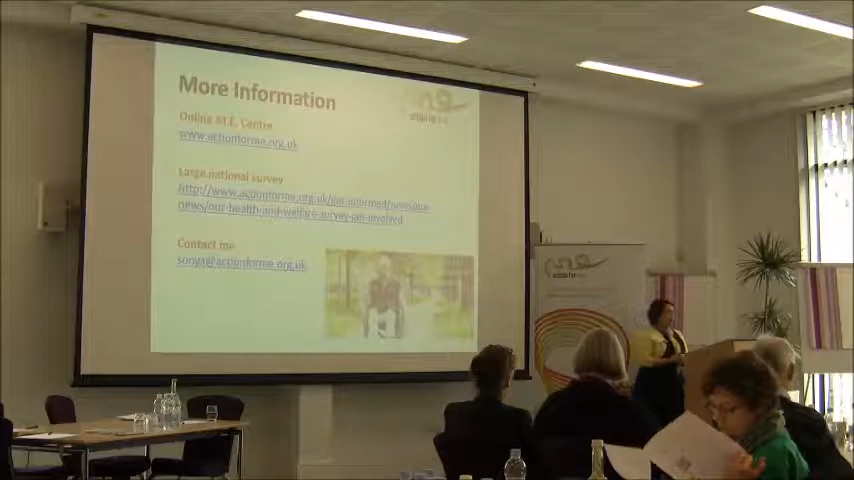 More Information
Online M.E. Centre
www.actionforme.org.uk
Large national survey
http://www.actionforme.org.uk/get-informed/news/our-
news/our-health-and-welfare-survey-get-involved
Contact me
sonya@actionforme.org.uk